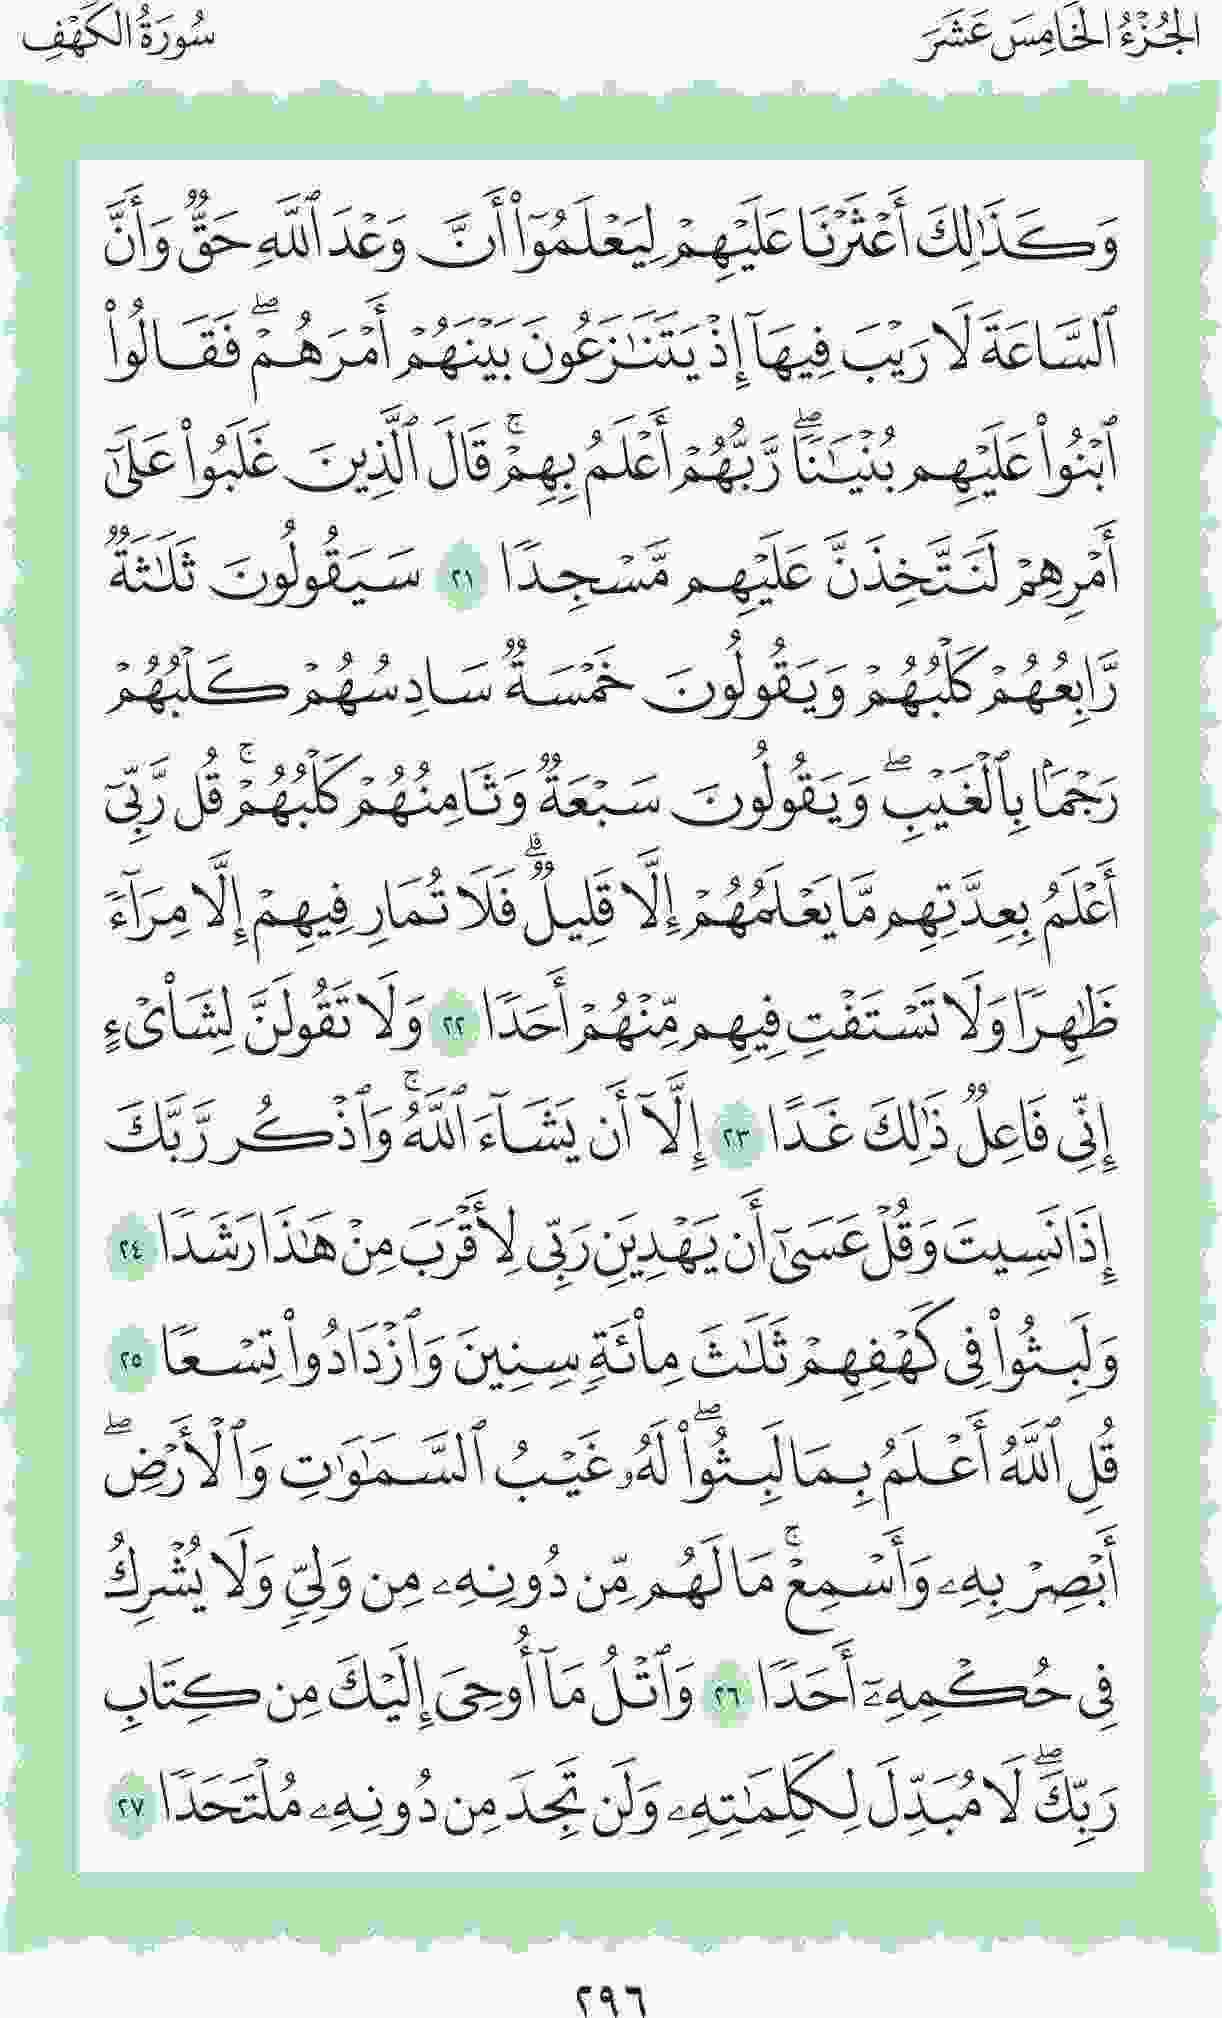 الجُزْءُ الخَامِسَ عَشَرَ
سُورَةُ الكَهْفِ
وَكَذَٰلِكَ أَعْثَرْنَا عَلَيْهِمْ لِيَعْلَمُوٓا۟ أَنَّ وَعْدَ ٱللَّهِ حَقٌّ وَأَنَّ
ٱلسَّاعَةَ لَا رَيْبَ فِيهَآ إِذْ يَتَنَٰزَعُونَ بَيْنَهُمْ أَمْرَهُمْ ۖ فَقَالُوا۟
ٱبْنُوا۟ عَلَيْهِم بُنْيَٰنًا ۖ رَّبُّهُمْ أَعْلَمُ بِهِمْ ۚ قَالَ ٱلَّذِينَ غَلَبُوا۟ عَلَىٰٓ
أَمْرِهِمْ لَنَتَّخِذَنَّ عَلَيْهِم مَّسْجِدًا ٢١ سَيَقُولُونَ ثَلَٰثَةٌ
رَّابِعُهُمْ كَلْبُهُمْ وَيَقُولُونَ خَمْسَةٌ سَادِسُهُمْ كَلْبُهُمْ
رَجْمًۢا بِٱلْغَيْبِ ۖ وَيَقُولُونَ سَبْعَةٌ وَثَامِنُهُمْ كَلْبُهُمْ ۚ قُل رَّبِّىٓ
أَعْلَمُ بِعِدَّتِهِم مَّا يَعْلَمُهُمْ إِلَّا قَلِيلٌ ۗ فَلَا تُمَارِ فِيهِمْ إِلَّا مِرَآءً
ظَٰهِرًا وَلَا تَسْتَفْتِ فِيهِم مِّنْهُمْ أَحَدًا ٢٢ وَلَا تَقُولَنَّ لِشَا۟ىْءٍ
إِنِّى فَاعِلٌ ذَٰلِكَ غَدًا ٢٣ إِلَّآ أَن يَشَآءَ ٱللَّهُ ۚ وَٱذْكُر رَّبَّكَ
إِذَا نَسِيتَ وَقُلْ عَسَىٰٓ أَن يَهْدِيَنِ رَبِّى لِأَقْرَبَ مِنْ هَٰذَا رَشَدًا ٢٤
وَلَبِثُوا۟ فِى كَهْفِهِمْ ثَلَٰثَ مِا۟ئَةٍ سِنِينَ وَٱزْدَادُوا۟ تِسْعًا ٢٥
قُلِ ٱللَّهُ أَعْلَمُ بِمَا لَبِثُوا۟ ۖ لَهُۥ غَيْبُ ٱلسَّمَٰوَٰتِ وَٱلْأَرْضِ ۖ
أَبْصِرْ بِهِۦ وَأَسْمِعْ ۚ مَا لَهُم مِّن دُونِهِۦ مِن وَلِىٍّ وَلَا يُشْرِكُ
فِى حُكْمِهِۦٓ أَحَدًا ٢٦ وَٱتْلُ مَآ أُوحِىَ إِلَيْكَ مِن كِتَابِ
رَبِّكَ ۖ لَا مُبَدِّلَ لِكَلِمَٰتِهِۦ وَلَن تَجِدَ مِن دُونِهِۦ مُلْتَحَدًا ٢٧
٢٩٦